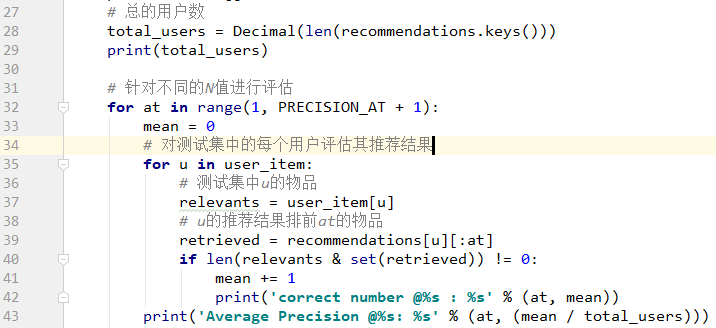 27 # 总的用户数
28 total_users = Decimal(len(recommendations.keys()))
29 print(total_users)
30
31 # 针对不同的N值进行评估
32 for at in range(1, PRECISION_AT + 1):
33 mean = 0
34 # 对测试集中的每个用户评估其推荐结果
35 for u in user_item:
36 # 测试集中u的物品
37 relevants = user_item[u]
38 # u的推荐结果排前at的物品
39 retrieved = recommendations[u][:at]
40 if len(relevants & set(retrieved)) != 0:
41 mean += 1
42 print('correct number @%s : %s' % (at, mean))
43 print('Average Precision @%s: %s' % (at, (mean / total_users)))